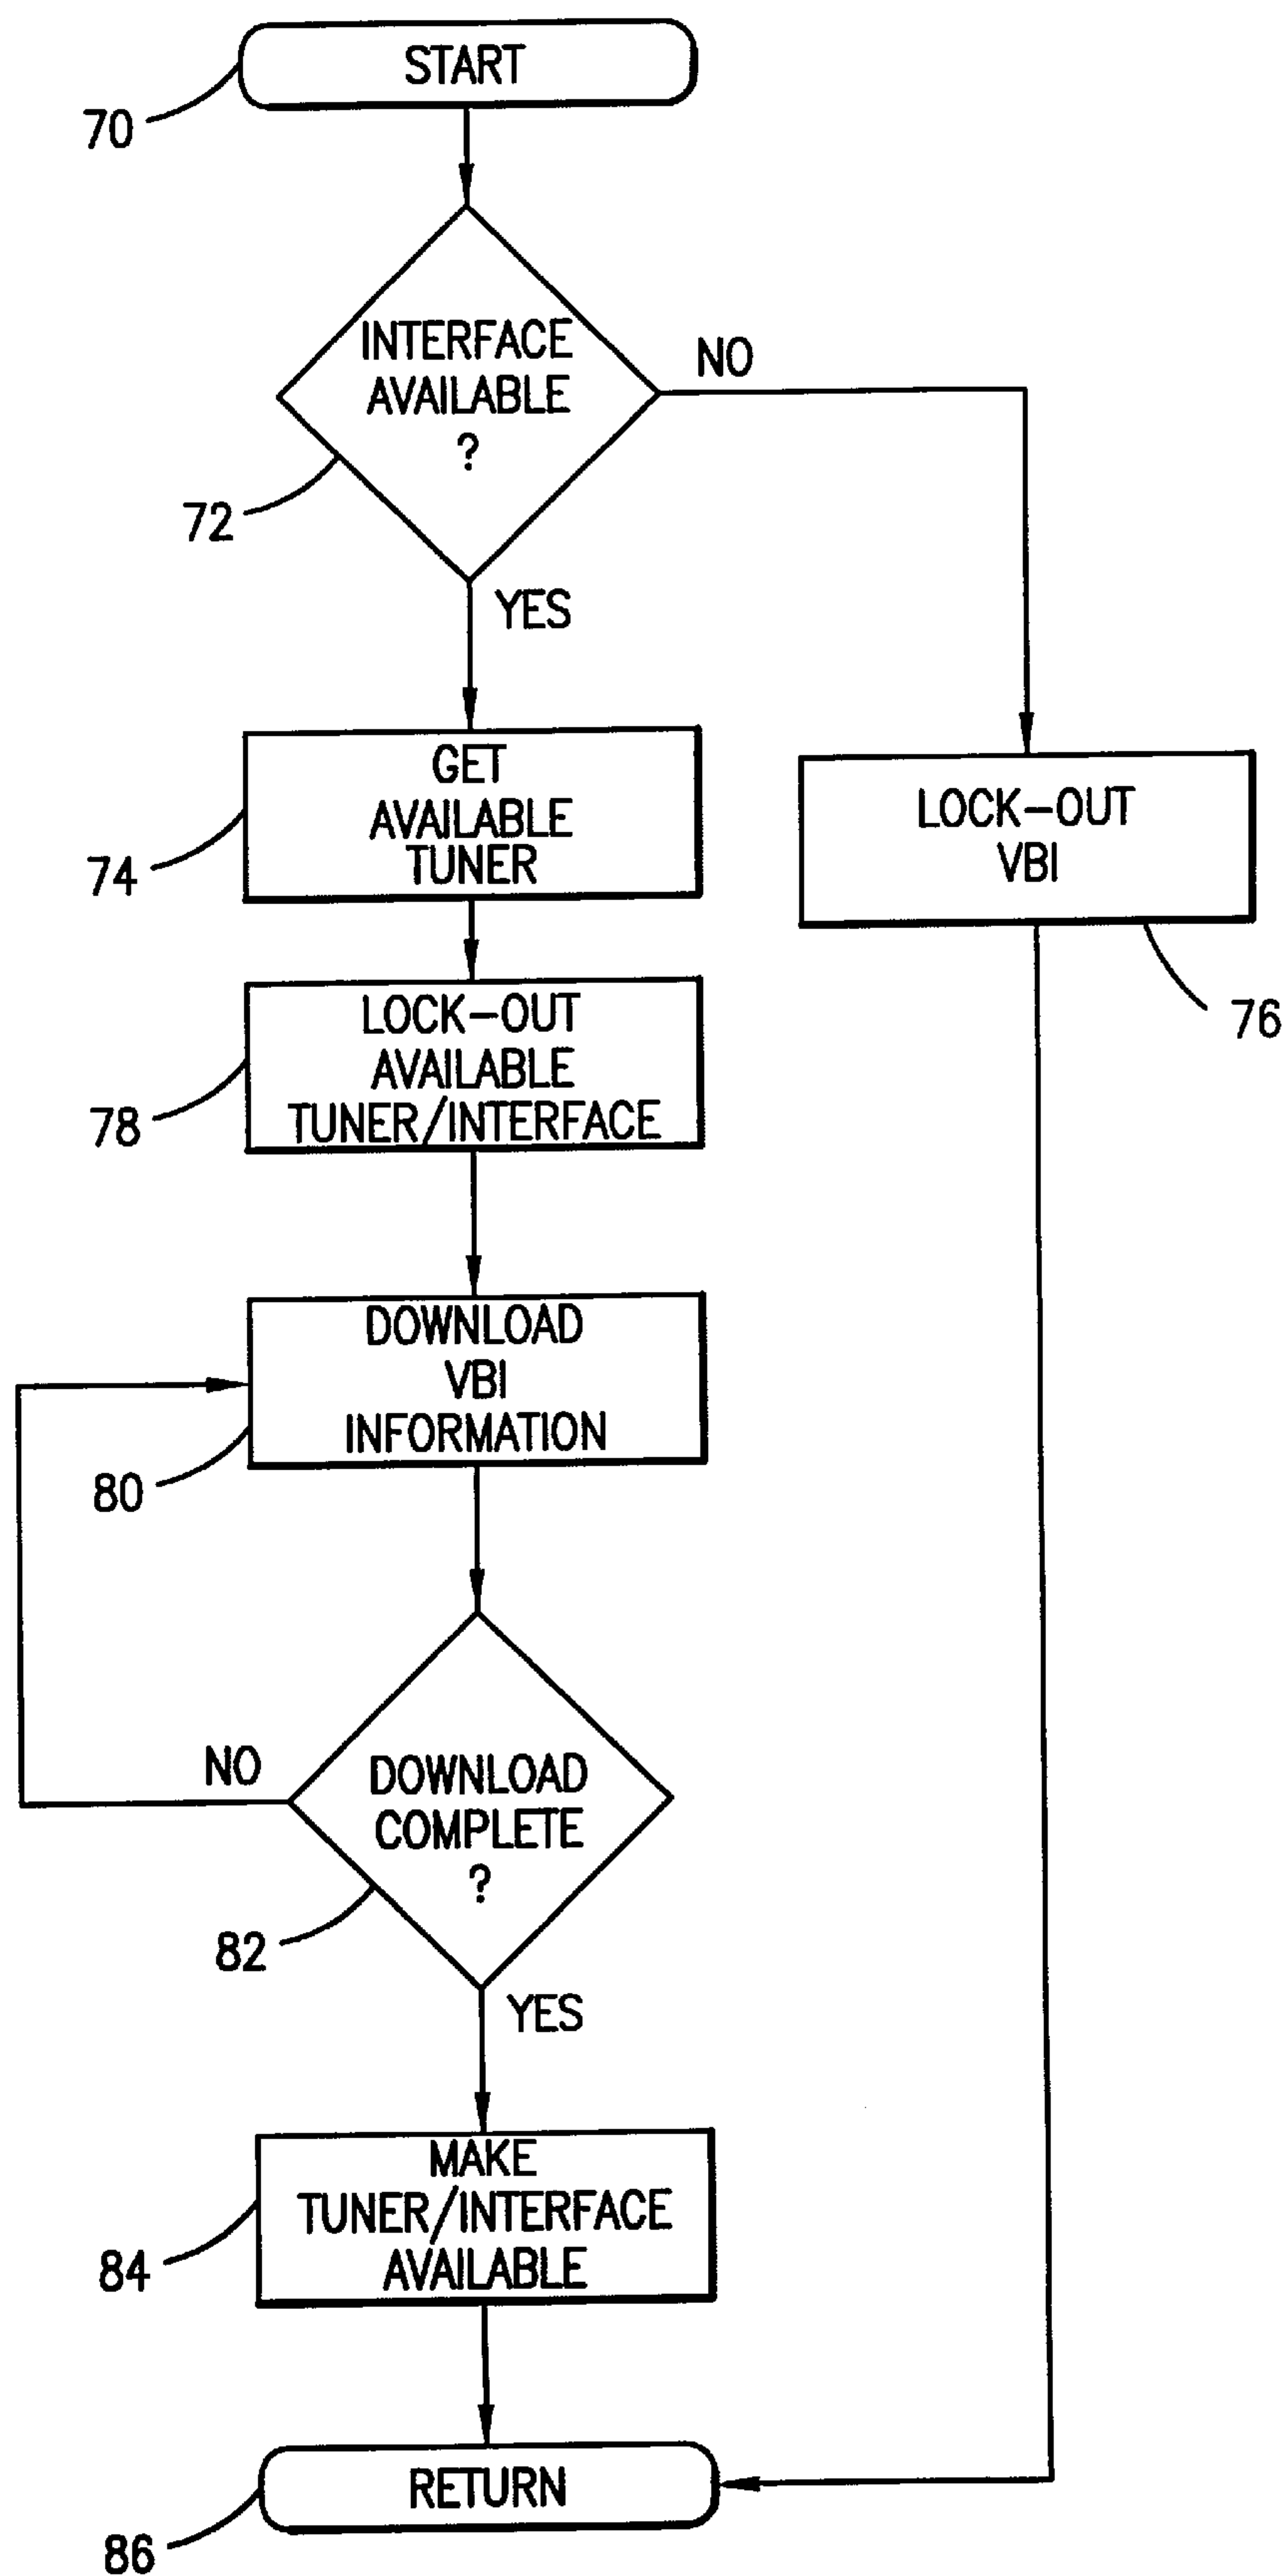 START
70
INTERFACE
AVAILABLE
?
NO
72
YES
GET
AVAILABLE
TUNER
74
LOCK-OUT
VBI
76
LOCK-OUT
AVAILABLE
TUNER/INTERFACE
78
DOWNLOAD
VBI
INFORMATION
80
NO
DOWNLOAD
COMPLETE
?
82
YES
MAKE
TUNER/INTERFACE
AVAILABLE
84
RETURN
86